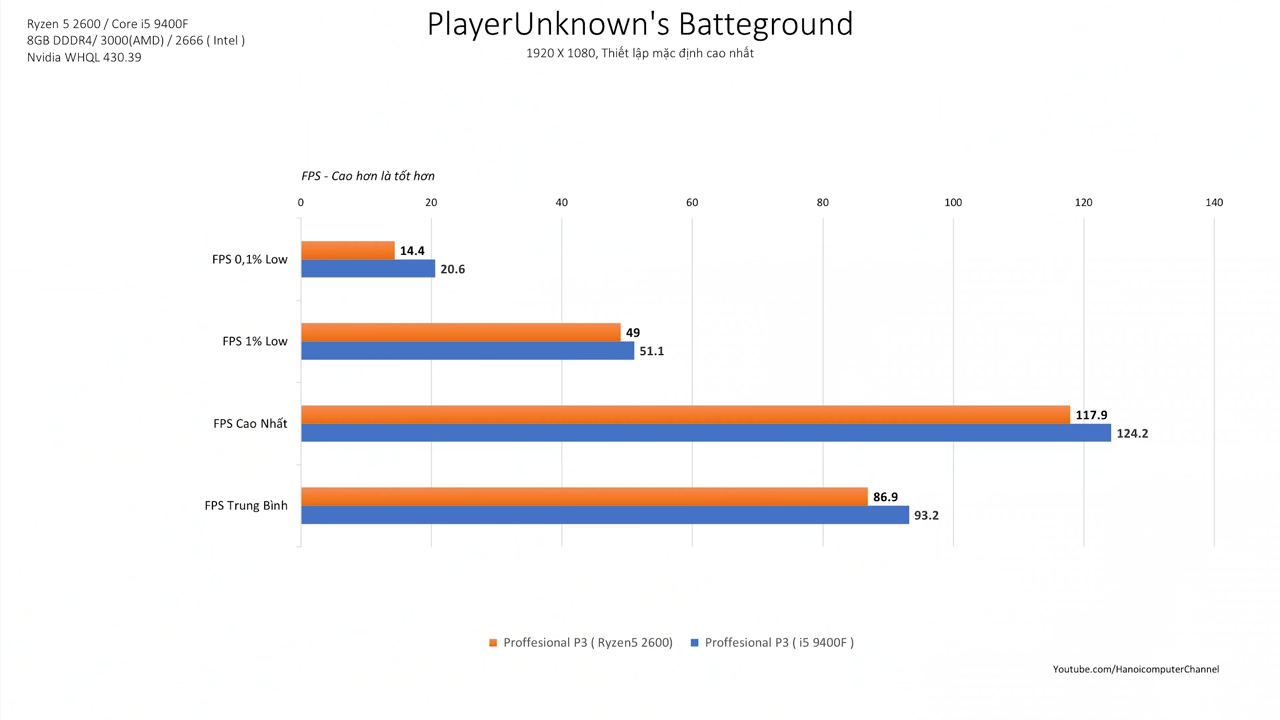 Ryzen 5 2600 / Core i5 9400F
8GB DDDR4/ 3000(AMD) / 2666 ( Intel )
Nvidia WHQL 430.39
PlayerUnknown's Batteground
1920 X 1080, Thiết lập mặc định cao nhất
FPS - Cao hơn là tốt hơn
0 20 40 60 80 100 120 140
FPS 0,1% Low
14.4
20.6
FPS 1% Low
49
51.1
FPS Cao Nhất
117.9
124.2
FPS Trung Bình
86.9
93.2
Proffesional P3 ( Ryzen5 2600) Proffesional P3 ( i5 9400F )
Youtube.com/HanoicomputerChannel